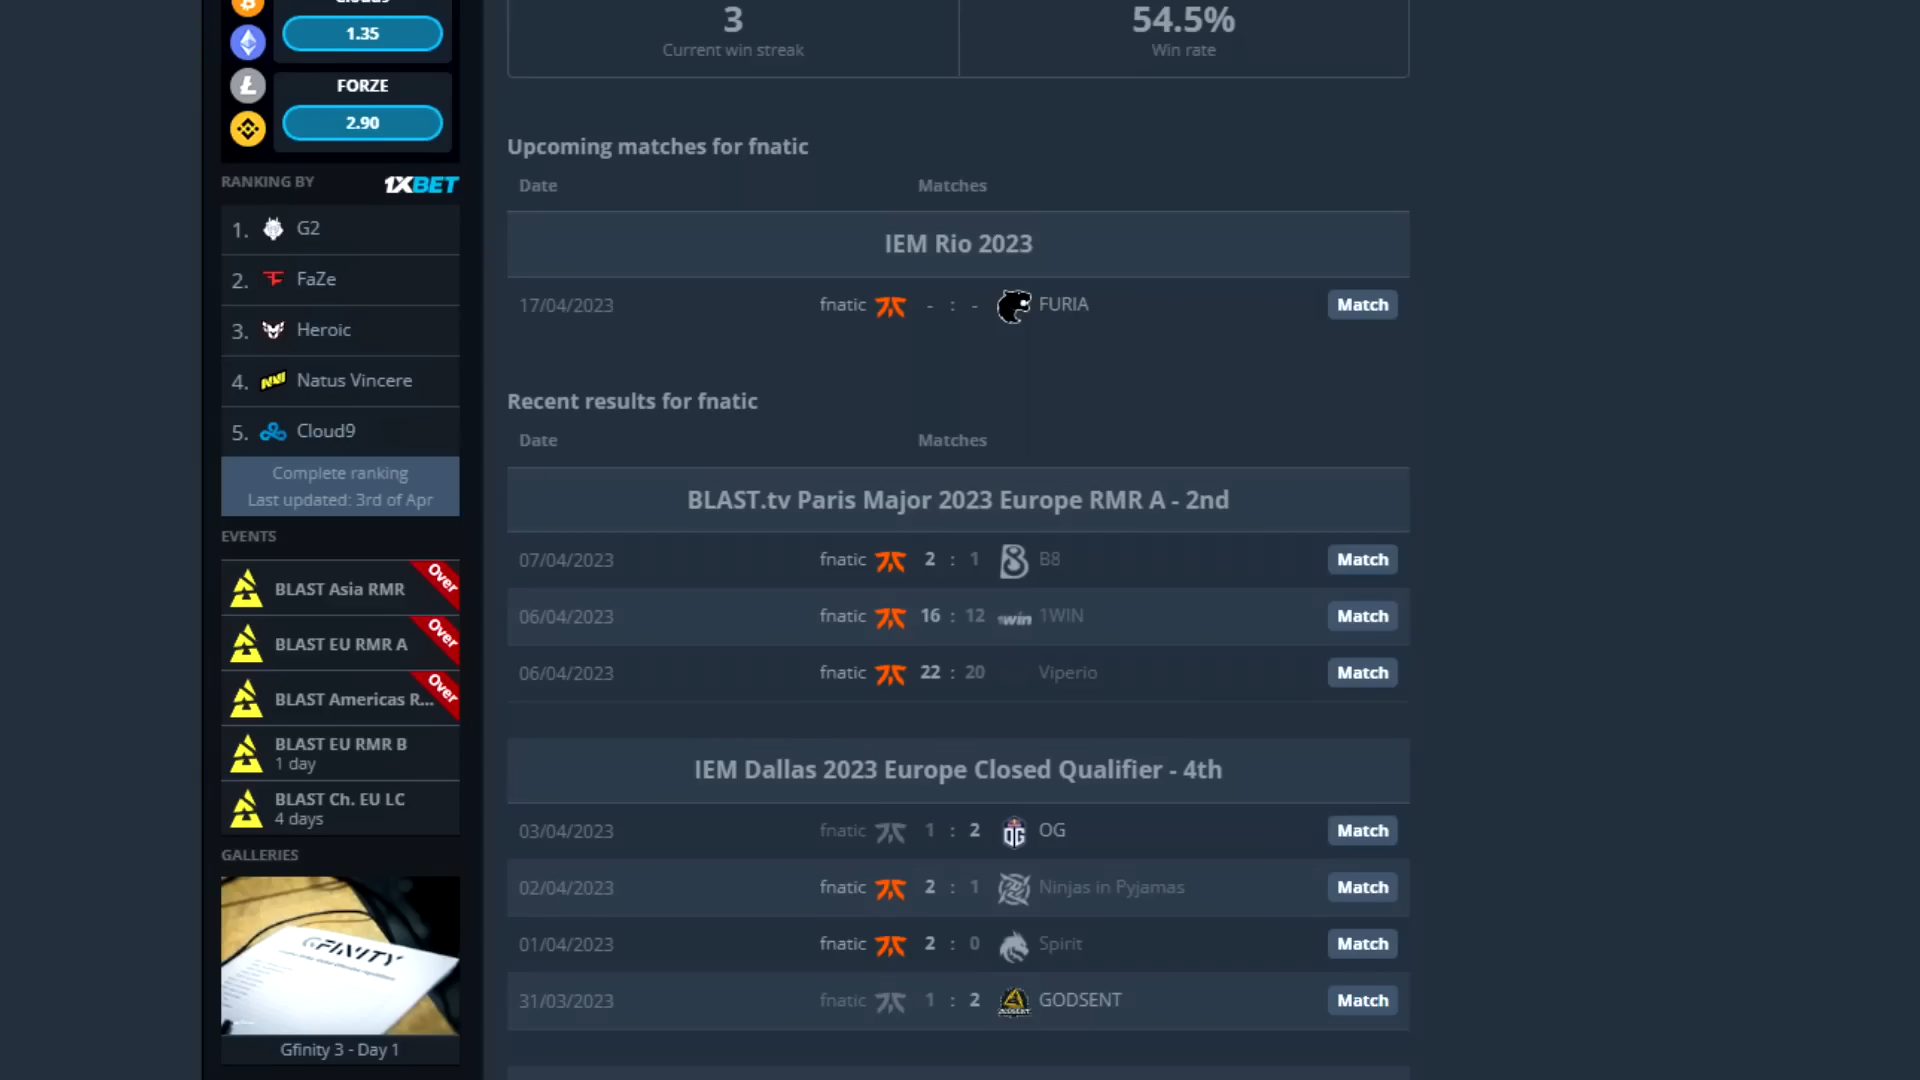 1.35
FORZE
2.90
RANKING BY
1XBET
1. G2
2. FaZe
3. Heroic
4. Natus Vincere
5. Cloud9
Complete ranking
Last updated: 3rd of Apr
EVENTS
BLAST Asia RMR
Over
BLAST EU RMR A
Over
BLAST Americas R...
Over
BLAST EU RMR B
1 day
BLAST Ch. EU LC
4 days
GALLERIES
GFINITY
Gfinity 3 - Day 1
3
Current win streak
54.5%
Win rate
Upcoming matches for fnatic
Date Matches
IEM Rio 2023
17/04/2023 fnatic - : - FURIA Match
Recent results for fnatic
Date Matches
BLAST.tv Paris Major 2023 Europe RMR A - 2nd
07/04/2023 fnatic 2 : 1 B8 Match
06/04/2023 fnatic 16 : 12 win 1WIN Match
06/04/2023 fnatic 22 : 20 Viperio Match
IEM Dallas 2023 Europe Closed Qualifier - 4th
03/04/2023 fnatic 1 : 2 OG OG Match
02/04/2023 fnatic 2 : 1 Ninjas in Pyjamas Match
01/04/2023 fnatic 2 : 0 Spirit Match
31/03/2023 fnatic 1 : 2 GODSENT Match